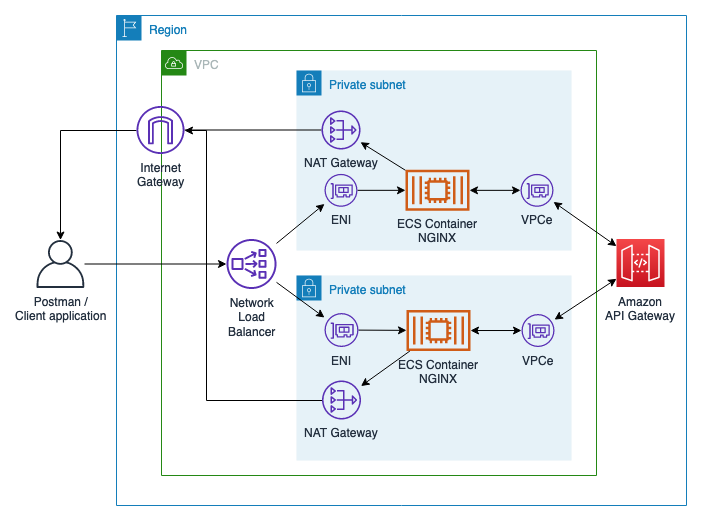 Region
VPC
Private subnet
NAT Gateway
Internet
Gateway
ENI
ECS Container
NGINX
VPCe
Postman /
Client application
Network
Load
Balancer
Amazon
API Gateway
Private subnet
ENI
ECS Container
NGINX
VPCe
NAT Gateway